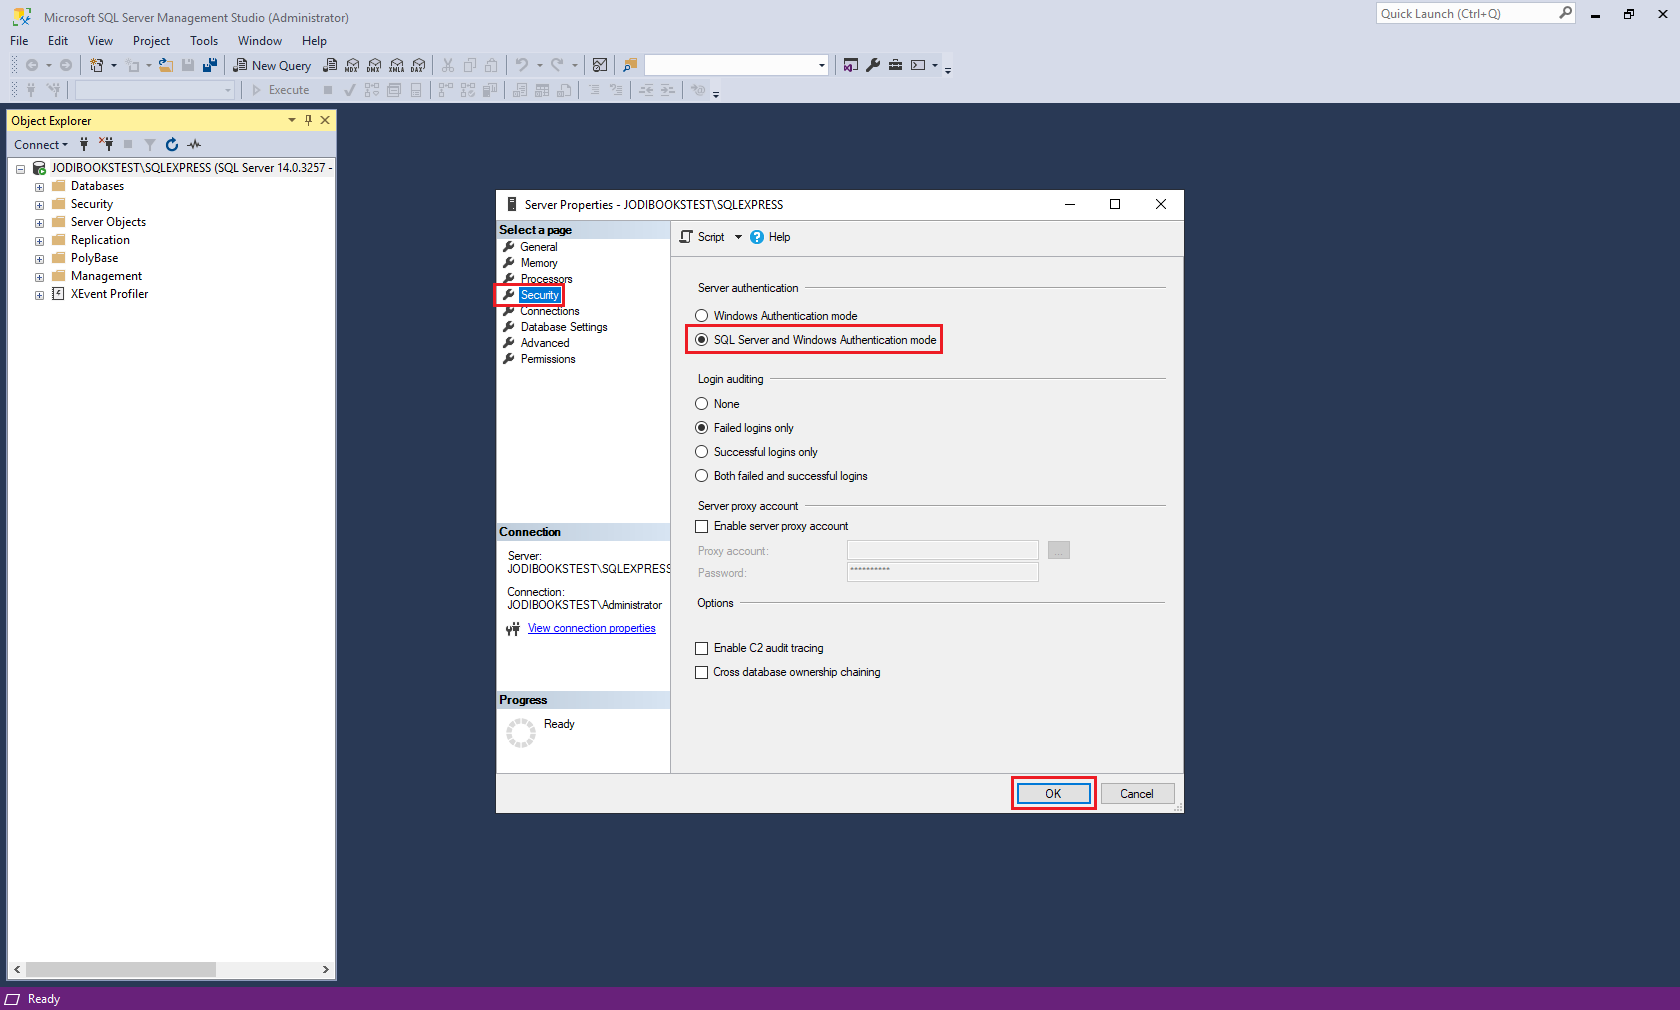 Microsoft SQL Server Management Studio (Administrator)
Quick Launch (Ctrl+Q)
File Edit View Project Tools Window Help
New Query MDX DMX XMLA DAX
Execute
Object Explorer
Connect
JODIBOOKSTEST\SQLEXPRESS (SQL Server 14.0.3257 -
Databases
Security
Server Objects
Replication
PolyBase
Management
XEvent Profiler
Server Properties - JODIBOOKSTEST\SQLEXPRESS
Select a page
General
Memory
Processors
Security
Connections
Database Settings
Advanced
Permissions
Connection
Server:
JODIBOOKSTEST\SQLEXPRESS
Connection:
JODIBOOKSTEST\Administrator
View connection properties
Progress
Ready
Script Help
Server authentication
Windows Authentication mode
SQL Server and Windows Authentication mode
Login auditing
None
Failed logins only
Successful logins only
Both failed and successful logins
Server proxy account
Enable server proxy account
Proxy account:
...
Password: **********
Options
Enable C2 audit tracing
Cross database ownership chaining
OK Cancel
Ready